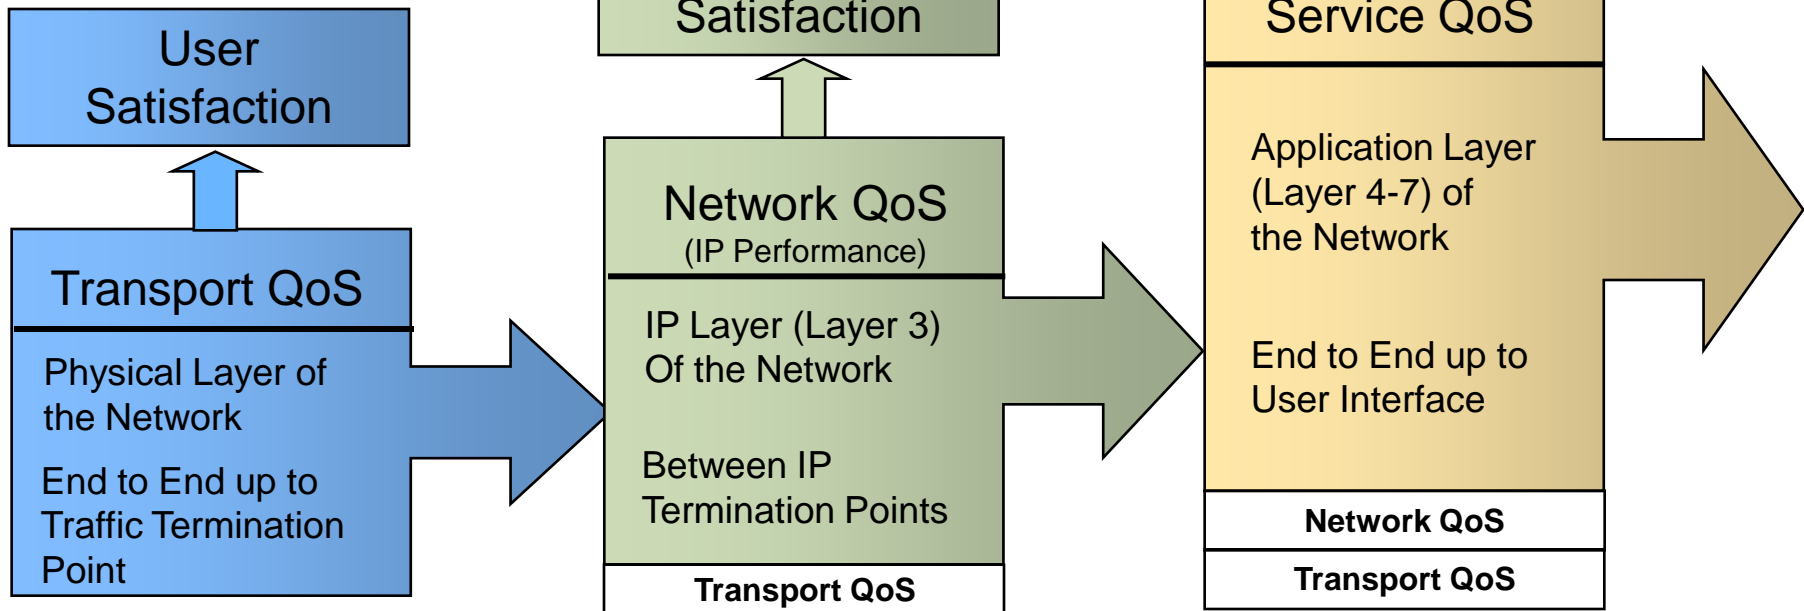 User
Satisfaction
Transport QoS
Physical Layer of
the Network
End to End up to
Traffic Termination
Point
Satisfaction
Network QoS
(IP Performance)
IP Layer (Layer 3)
Of the Network
Between IP
Termination Points
Transport QoS
Service QoS
Application Layer
(Layer 4-7) of
the Network
End to End up to
User Interface
Network QoS
Transport QoS